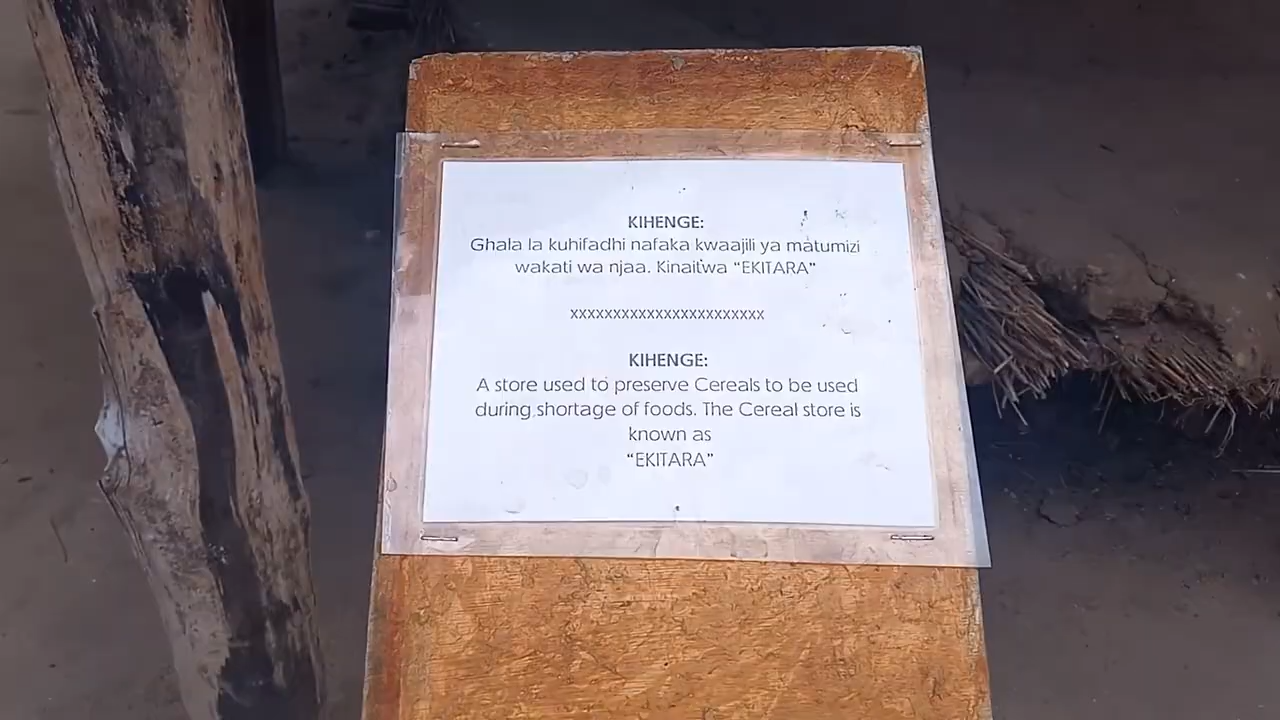 KIHENGE:
Ghala la kuhifadhi nafaka kwaajili ya matumizi
wakati wa njaa. Kinaitwa “EKITARA”
xxxxxxxxxxxxxxxxxxxxxxx
KIHENGE:
A store used to preserve Cereals to be used
during shortage of foods. The Cereal store is
known as
“EKITARA”